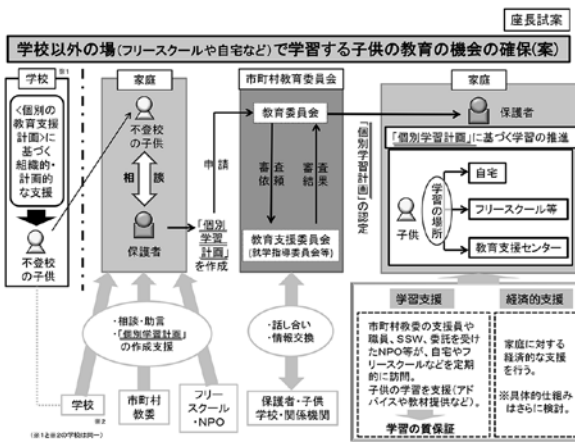 座長試案
学校以外の場(フリースクールや自宅など)で学習する子供の教育の機会の確保(案)
学校
※1
<個別の
教育支援
計画>に
基づく
組織的・
計画的
な支援
不登校
の子供
家庭
不登校
の子供
相談
保護者
「個別
学習
計画」
を作成
申請
市町村教育委員会
教育委員会
審査
依頼
審査
結果
教育支援委員会
(就学指導委員会等)
「個別学習計画」の認定
家庭
保護者
「個別学習計画」に基づく学習の推進
子供
学習の場所
自宅
フリースクール等
教育支援センター
・相談・助言
・「個別学習計画」
の作成支援
学校
※2
市町村
教委
フリー
スクール
・NPO
・話し合い
・情報交換
保護者・子供
学校・関係機関
学習支援
市町村教委の支援員や
職員、SSW、委託を受け
たNPO等が、自宅やフ
リースクールなどを定期
的に訪問。
子供の学習を支援(アド
バイスや教材提供など)。
学習の質保証
経済的支援
家庭に対する
経済的な支援
を行う。
※具体的仕組み
はさらに検討。
(※1と※2の学校は同一)